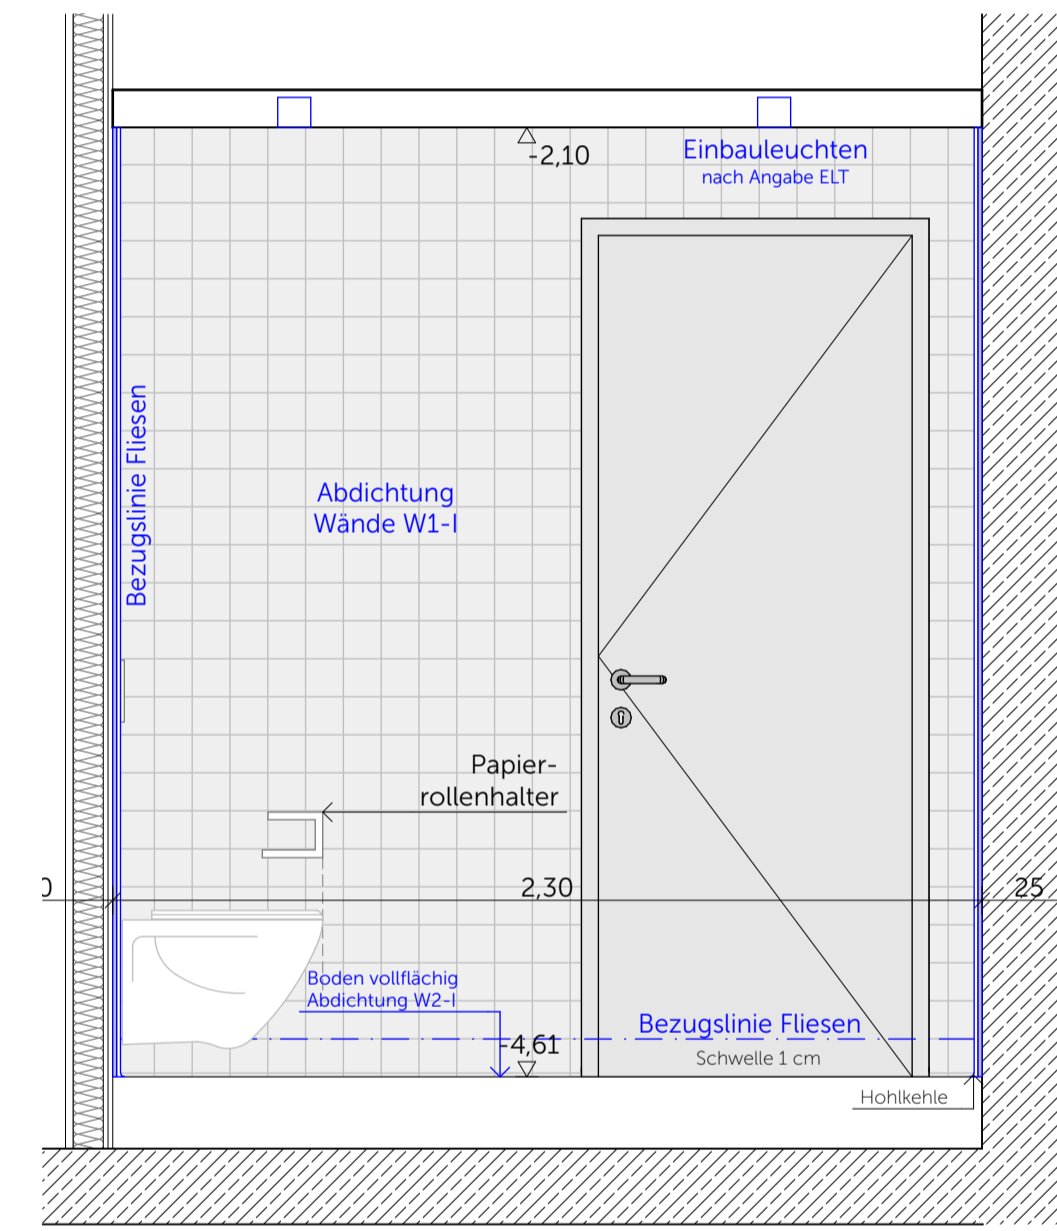 -2,10
Einbauleuchten
nach Angabe ELT
Bezugslinie Fliesen
Abdichtung
Wände W1-I
Papier-
rollenhalter
0
2,30
25
Boden vollflächig
Abdichtung W2-I
Bezugslinie Fliesen
-4,61
Schwelle 1 cm
Hohlkehle